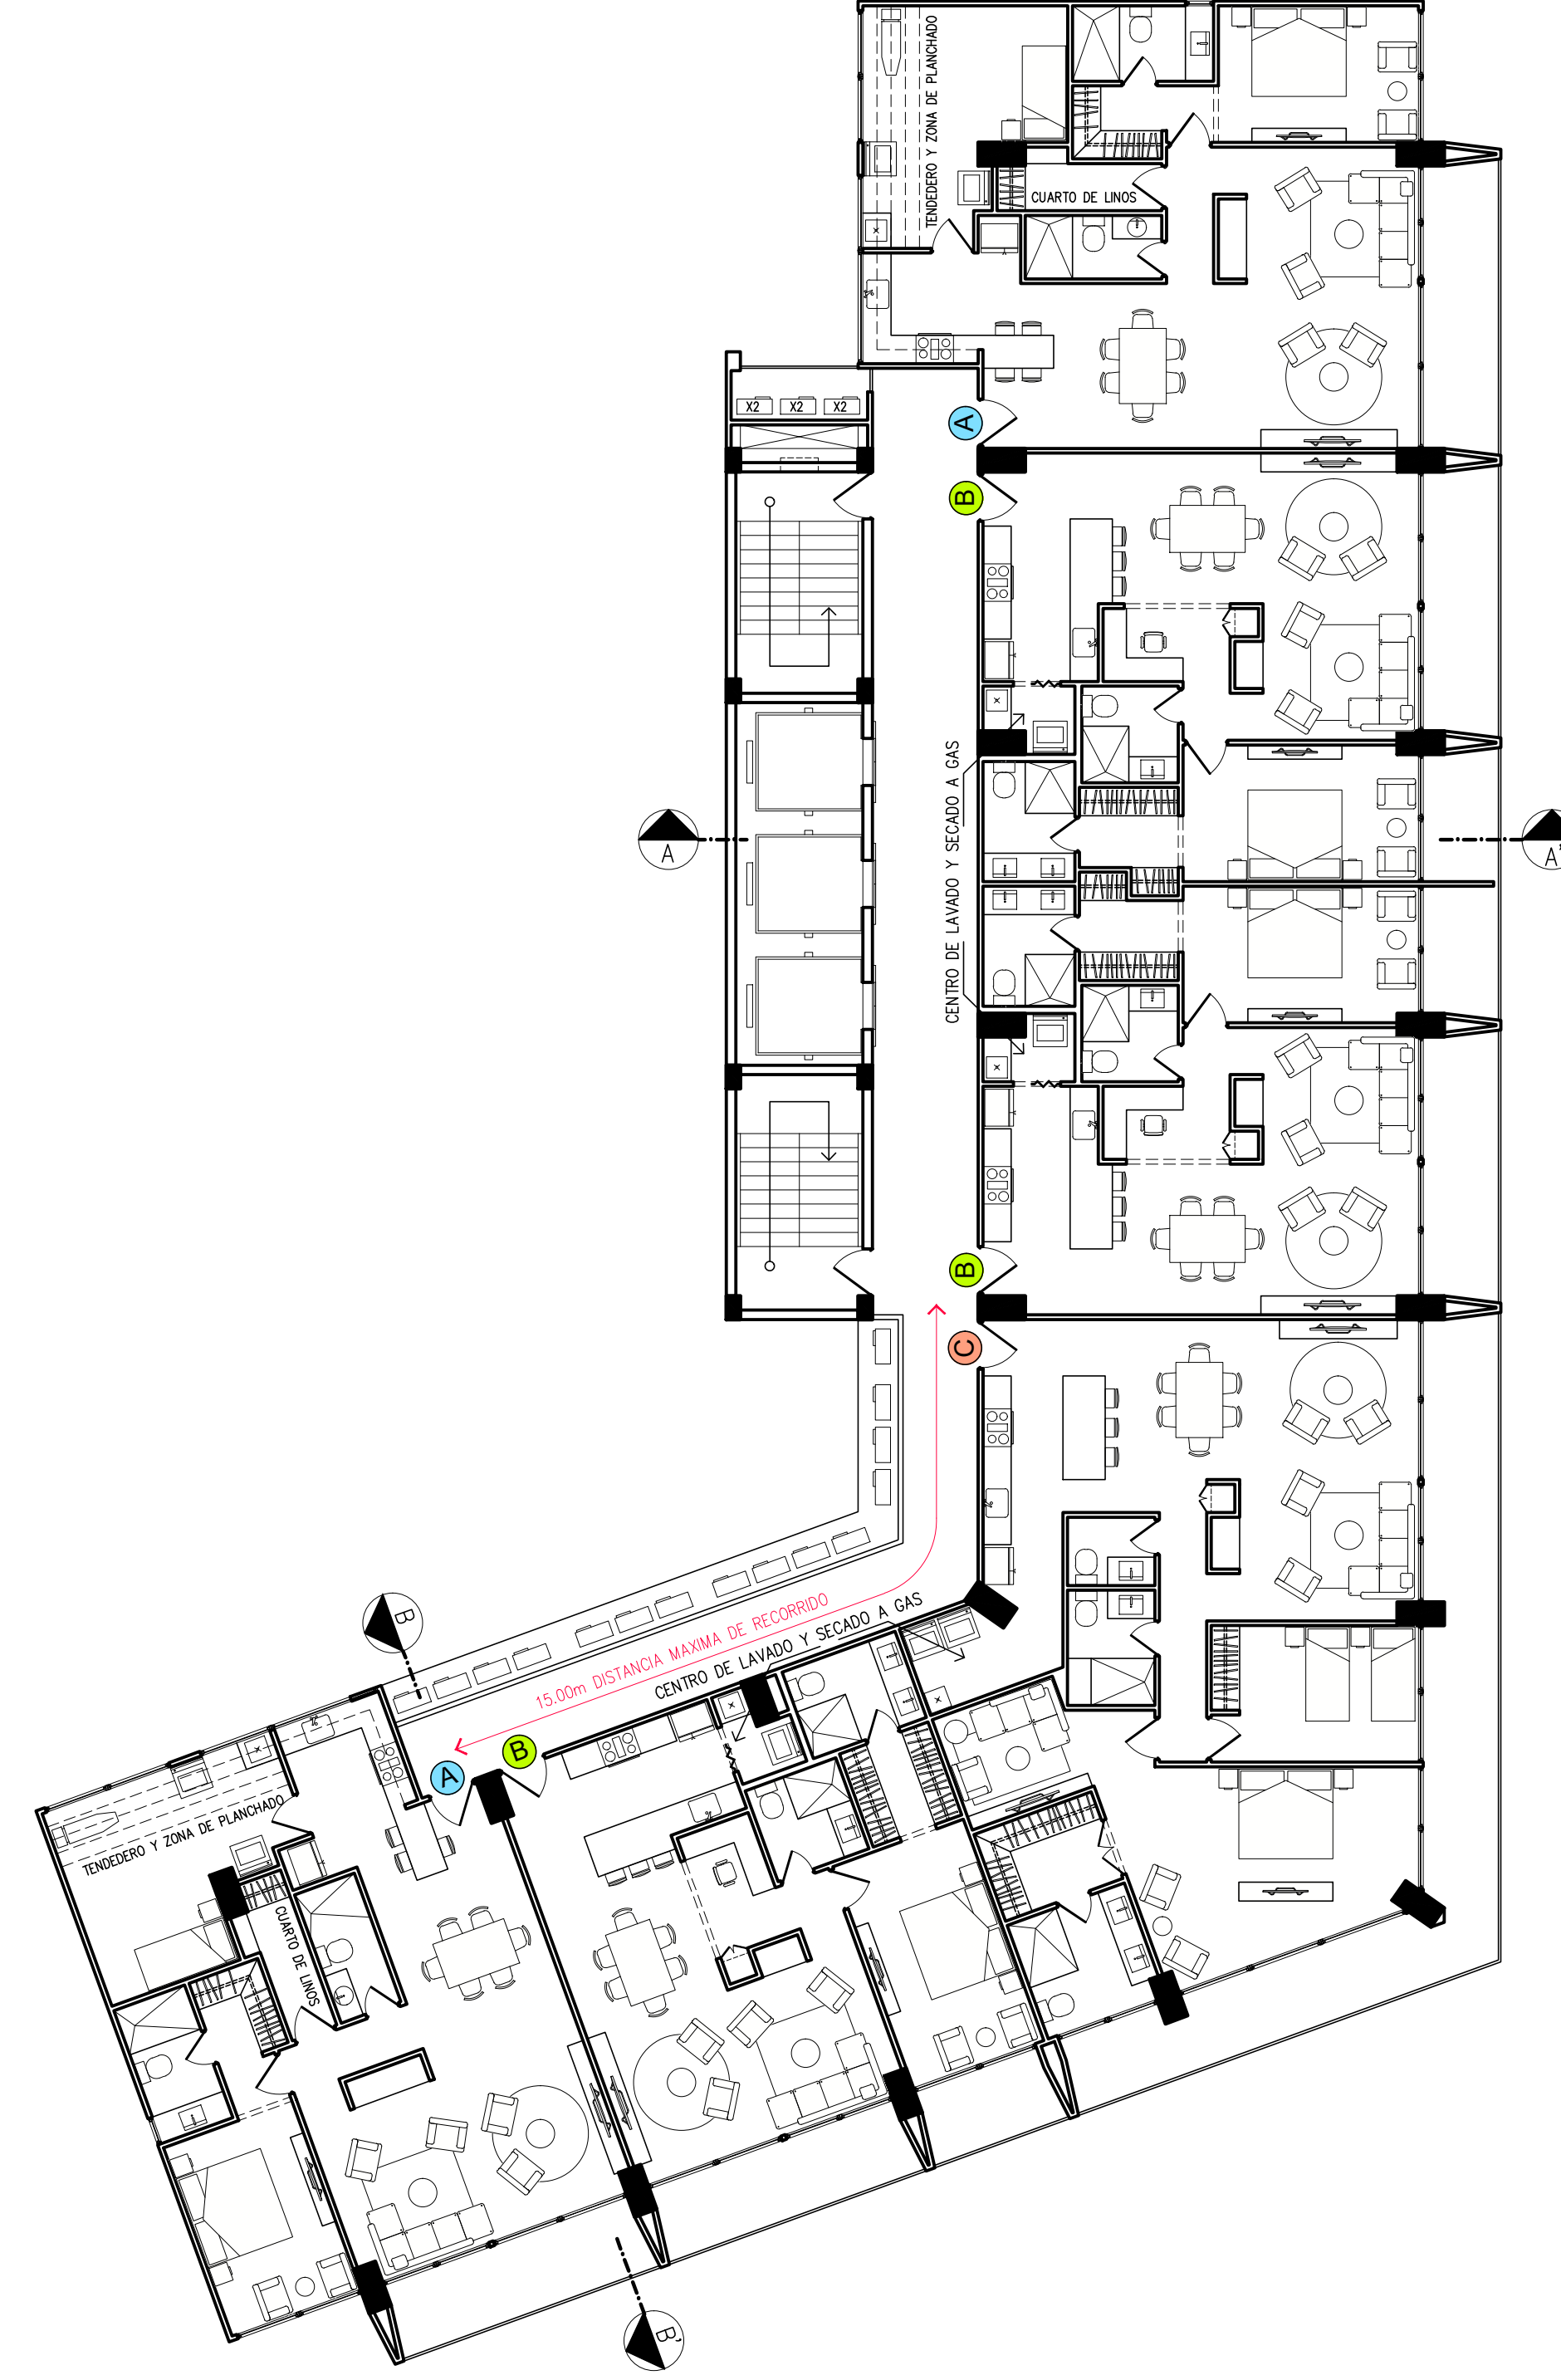 TENDEDERO Y ZONA DE PLANCHADO
CUARTO DE LINOS
X2 X2 X2
A
B
CENTRO DE LAVADO Y SECADO A GAS
A
A'
B
C
B
15.00m DISTANCIA MAXIMA DE RECORRIDO
CENTRO DE LAVADO Y SECADO A GAS
B
A
TENDEDERO Y ZONA DE PLANCHADO
CUARTO DE LINOS
B'